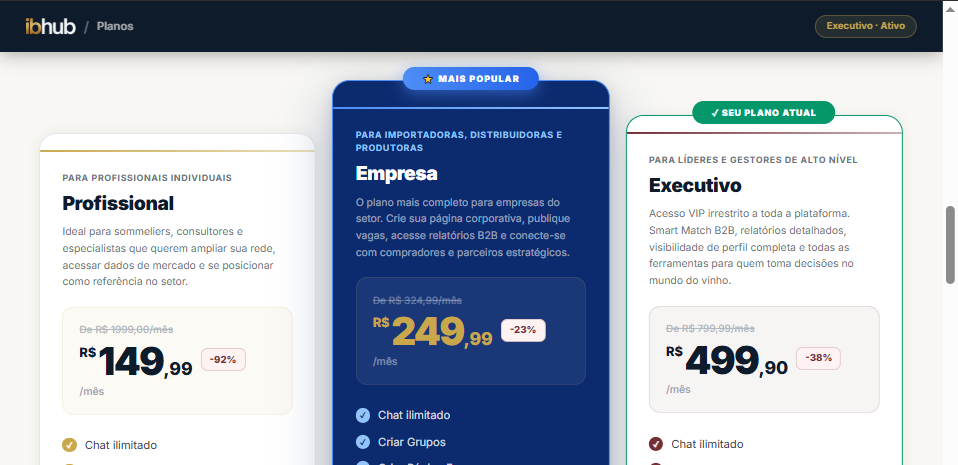 ibhub / Planos
Executivo · Ativo
⭐ MAIS POPULAR
✓ SEU PLANO ATUAL
PARA PROFISSIONAIS INDIVIDUAIS
Profissional
Ideal para sommeliers, consultores e
especialistas que querem ampliar sua rede,
acessar dados de mercado e se posicionar
como referência no setor.
De R$ 1999,00/mês
R$149,99 -92%
/mês
✓ Chat ilimitado
PARA IMPORTADORAS, DISTRIBUIDORAS E
PRODUTORAS
Empresa
O plano mais completo para empresas do
setor. Crie sua página corporativa, publique
vagas, acesse relatórios B2B e conecte-se
com compradores e parceiros estratégicos.
De R$ 324,99/mês
R$249,99 -23%
/mês
✓ Chat ilimitado
✓ Criar Grupos
PARA LÍDERES E GESTORES DE ALTO NÍVEL
Executivo
Acesso VIP irrestrito a toda a plataforma.
Smart Match B2B, relatórios detalhados,
visibilidade de perfil completa e todas as
ferramentas para quem toma decisões no
mundo do vinho.
De R$ 799,99/mês
R$499,90 -38%
/mês
✓ Chat ilimitado